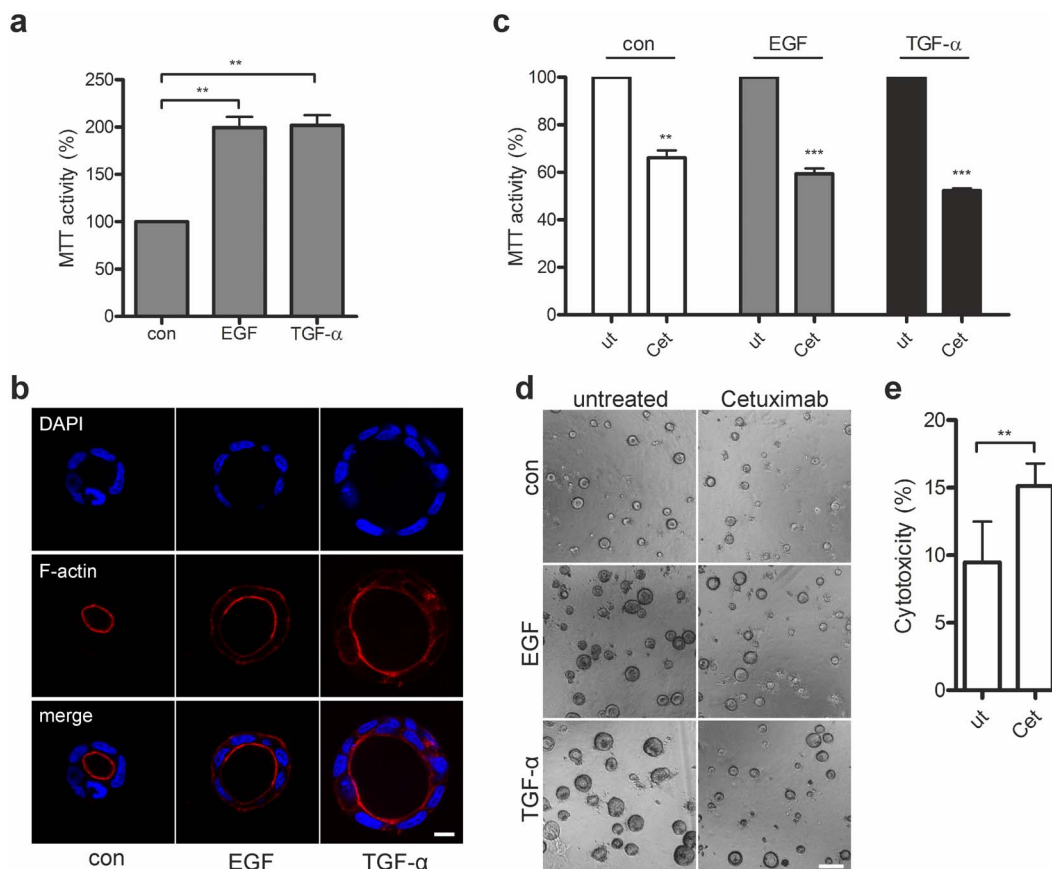 a
** 
**
250
200
150
100
50
0
MTT activity (%)
con EGF TGF-α
c
con EGF TGF-α
100
80
60
40
20
0
MTT activity (%)
**
***
***
ut Cet ut Cet ut Cet
b
DAPI
F-actin
merge
con EGF TGF-α
d
untreated Cetuximab
con
EGF
TGF-α
e
20
15
10
5
0
Cytotoxicity (%)
**
ut Cet